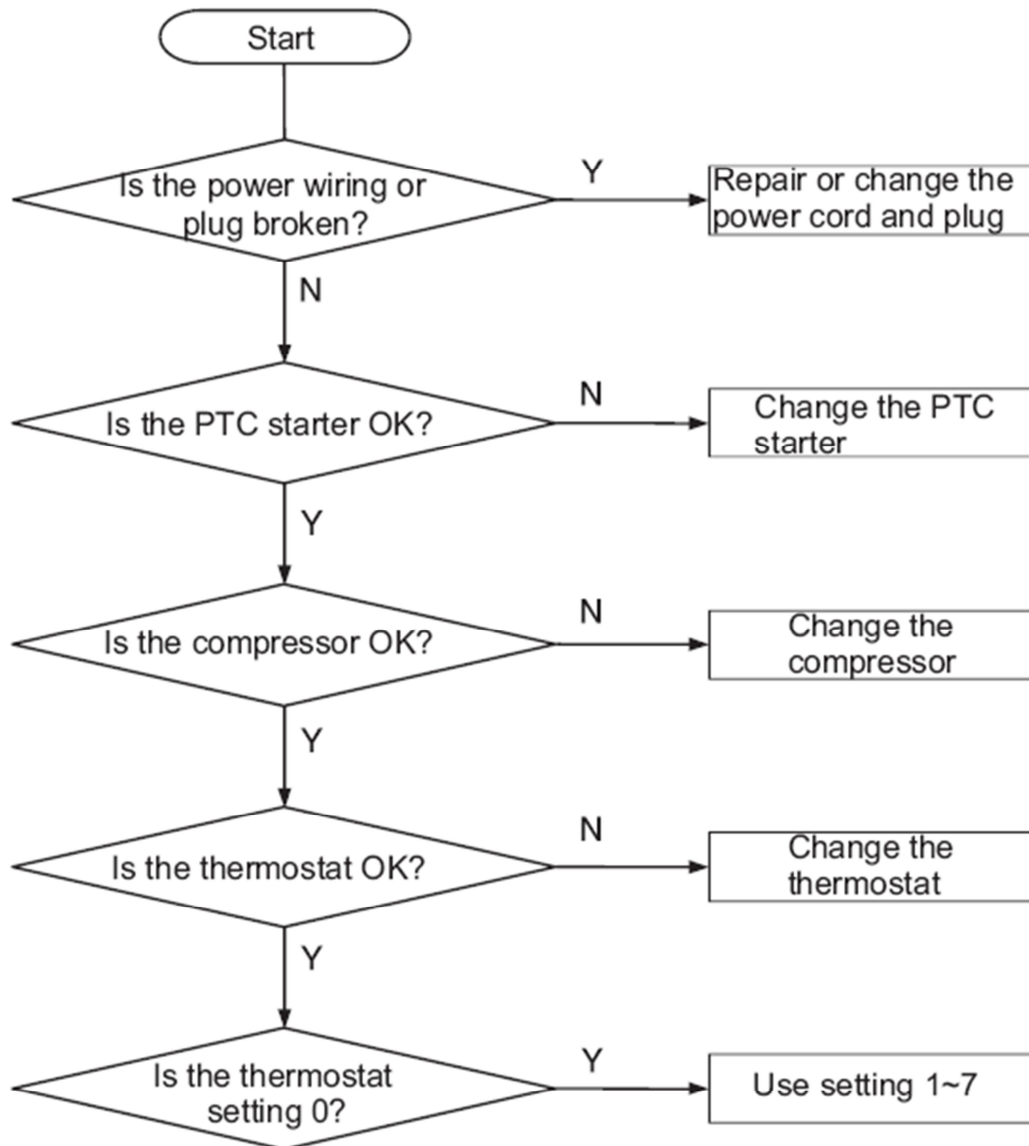 Start
Is the power wiring or
plug broken?
Y
Repair or change the
power cord and plug
N
Is the PTC starter OK?
N
Change the PTC
starter
Y
Is the compressor OK?
N
Change the
compressor
Y
Is the thermostat OK?
N
Change the
thermostat
Y
Is the thermostat
setting 0?
Y
Use setting 1~7